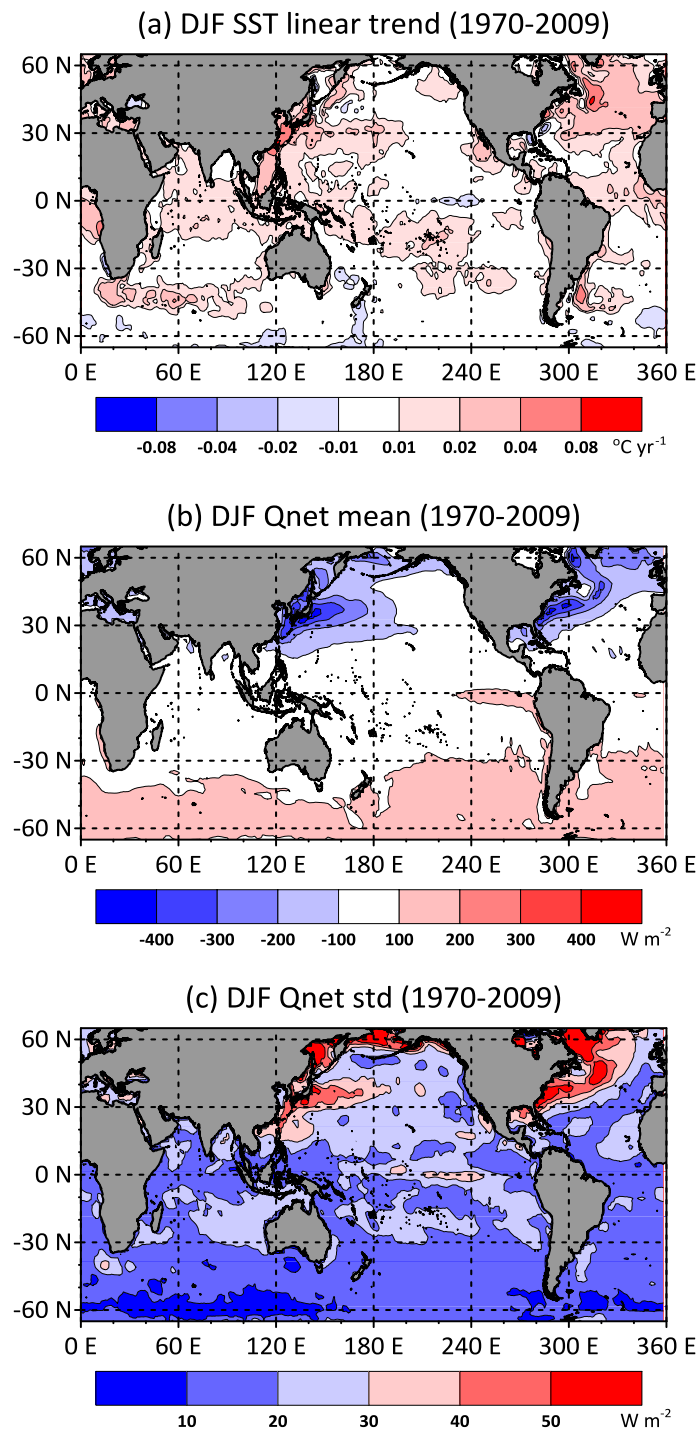 (a) DJF SST linear trend (1970-2009)
60 N
30 N
0 N
-30 N
-60 N
0 E 60 E 120 E 180 E 240 E 300 E 360 E
-0.08 -0.04 -0.02 -0.01 0.01 0.02 0.04 0.08 °C yr⁻¹
(b) DJF Qnet mean (1970-2009)
60 N
30 N
0 N
-30 N
-60 N
0 E 60 E 120 E 180 E 240 E 300 E 360 E
-400 -300 -200 -100 100 200 300 400 W m⁻²
(c) DJF Qnet std (1970-2009)
60 N
30 N
0 N
-30 N
-60 N
0 E 60 E 120 E 180 E 240 E 300 E 360 E
10 20 30 40 50 W m⁻²